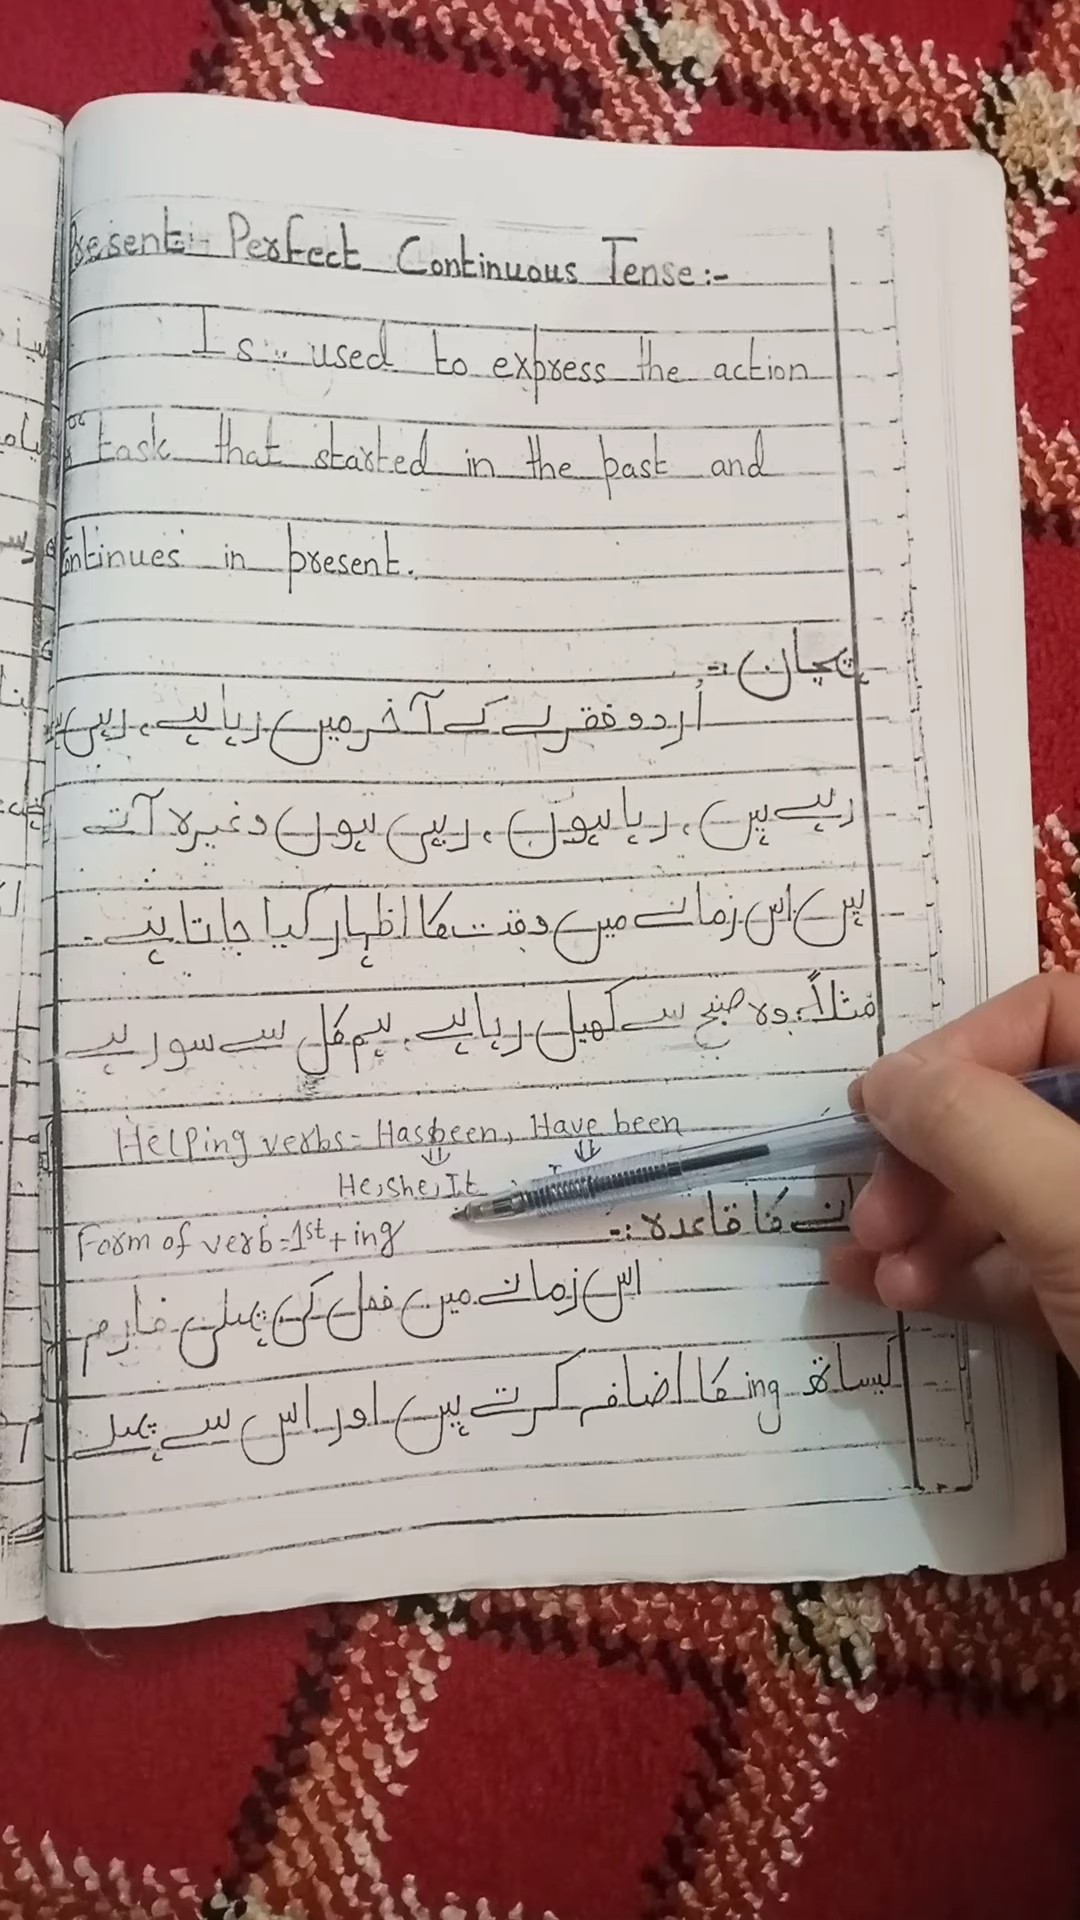 Present:- Perfect Continuous Tense:-
Is used to express the action
or task that started in the past and
continues in present.
پہچان :-
اُردو فقرے کے آخر میں رہا ہے، رہی ہے
رہے ہیں، رہا ہوں، رہی ہوں وغیرہ آتے
ہیں اس زمانے میں وقت کا اظہار کیا جاتا ہے۔
مثلاً: وہ صبح سے کھیل رہا ہے، ہم کل سے سو رہے
Helping verbs = Has been, Have been
He, She, It
Form of verb = 1st + ing
نے کا قاعدہ :-
اس زمانے میں فعل کی پہلی فارم
کیساتھ ing کا اضافہ کرتے ہیں اور اس سے پہلے